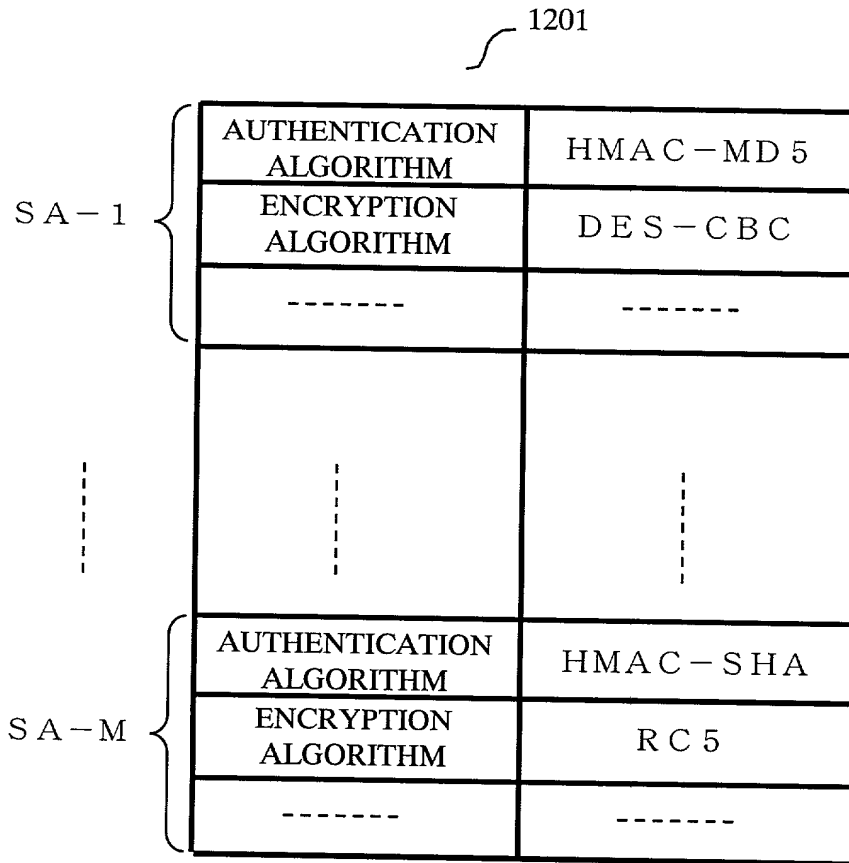 1201
AUTHENTICATION
ALGORITHM
HMAC-MD5
SA-1
ENCRYPTION
ALGORITHM
DES-CBC
-------
-------
AUTHENTICATION
ALGORITHM
HMAC-SHA
SA-M
ENCRYPTION
ALGORITHM
RC5
-------
-------